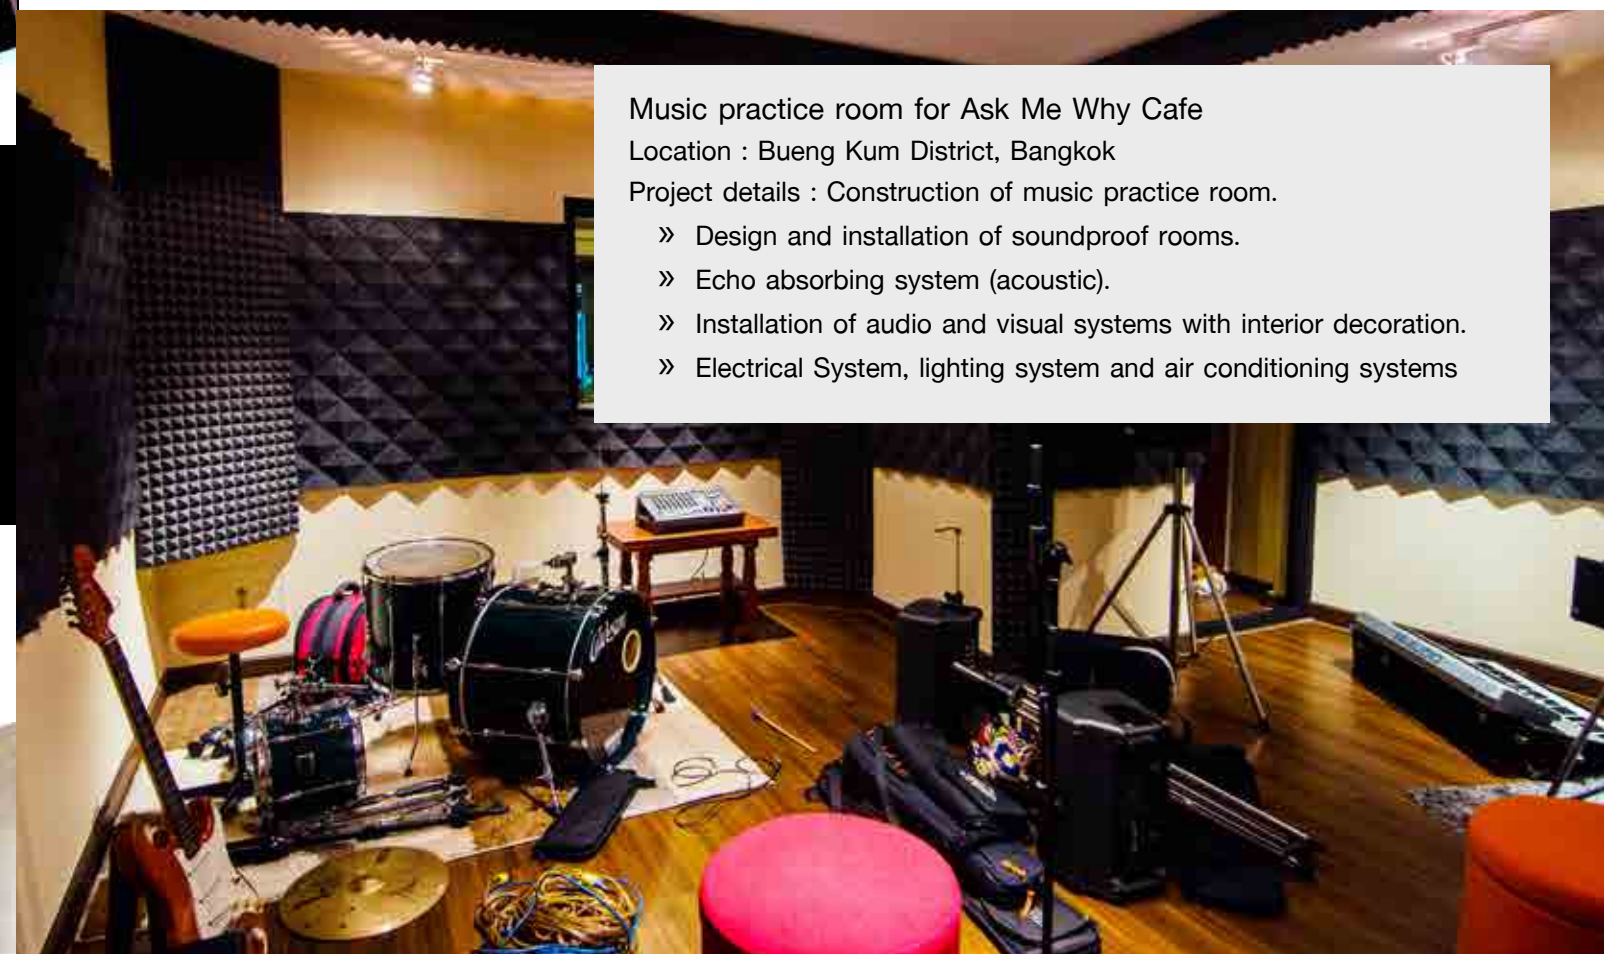 Music practice room for Ask Me Why Cafe
Location : Bueng Kum District, Bangkok
Project details : Construction of music practice room.
» Design and installation of soundproof rooms.
» Echo absorbing system (acoustic).
» Installation of audio and visual systems with interior decoration.
» Electrical System, lighting system and air conditioning systems